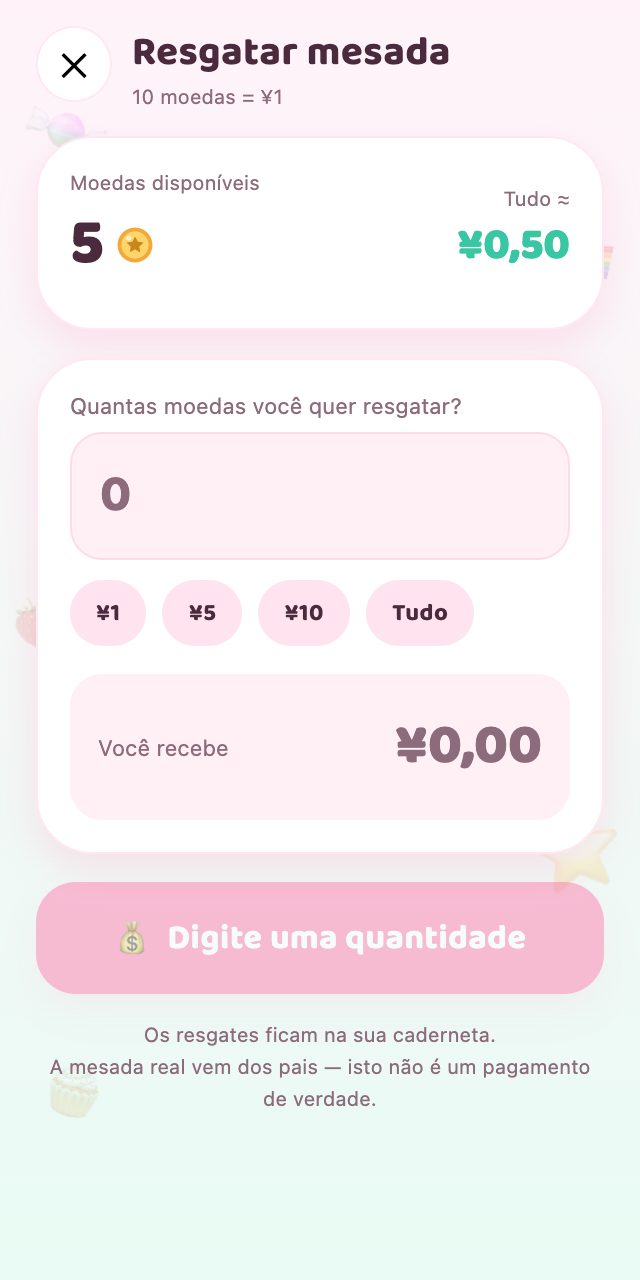 Resgatar mesada
10 moedas = ¥1
Moedas disponíveis
5
Tudo ≈
¥0,50
Quantas moedas você quer resgatar?
0
¥1
¥5
¥10
Tudo
Você recebe
¥0,00
Digite uma quantidade
Os resgates ficam na sua caderneta.
A mesada real vem dos pais — isto não é um pagamento
de verdade.